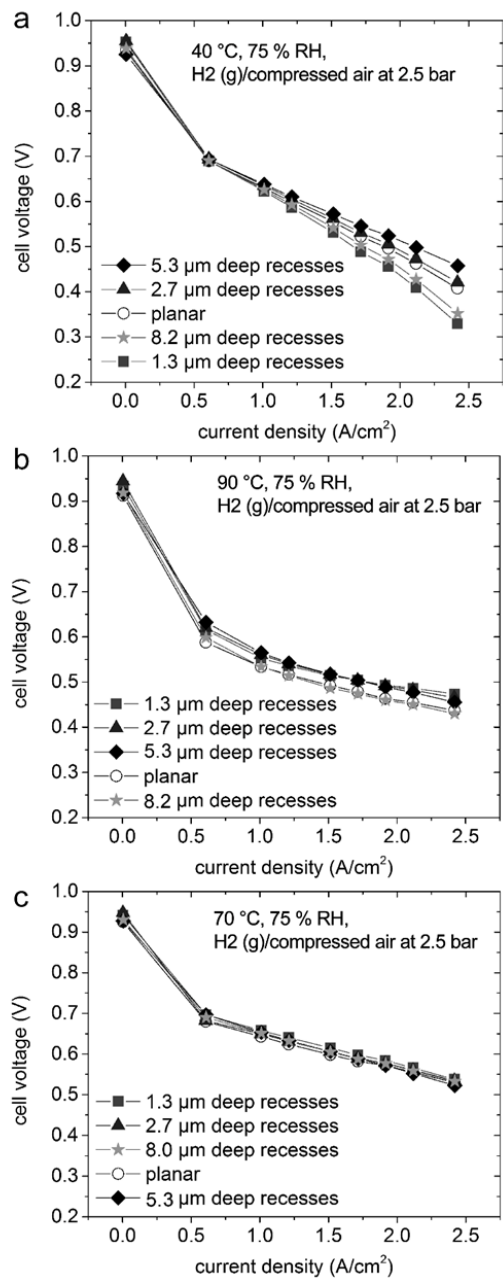 a
40 °C, 75 % RH,
H2 (g)/compressed air at 2.5 bar
1.0
0.9
0.8
0.7
0.6
0.5
0.4
0.3
0.2
cell voltage (V)
5.3 µm deep recesses
2.7 µm deep recesses
planar
8.2 µm deep recesses
1.3 µm deep recesses
0.0 0.5 1.0 1.5 2.0 2.5
current density (A/cm²)
b
90 °C, 75 % RH,
H2 (g)/compressed air at 2.5 bar
1.0
0.9
0.8
0.7
0.6
0.5
0.4
0.3
0.2
cell voltage (V)
1.3 µm deep recesses
2.7 µm deep recesses
5.3 µm deep recesses
planar
8.2 µm deep recesses
0.0 0.5 1.0 1.5 2.0 2.5
current density (A/cm²)
c
70 °C, 75 % RH,
H2 (g)/compressed air at 2.5 bar
1.0
0.9
0.8
0.7
0.6
0.5
0.4
0.3
0.2
cell voltage (V)
1.3 µm deep recesses
2.7 µm deep recesses
8.0 µm deep recesses
planar
5.3 µm deep recesses
0.0 0.5 1.0 1.5 2.0 2.5
current density (A/cm²)